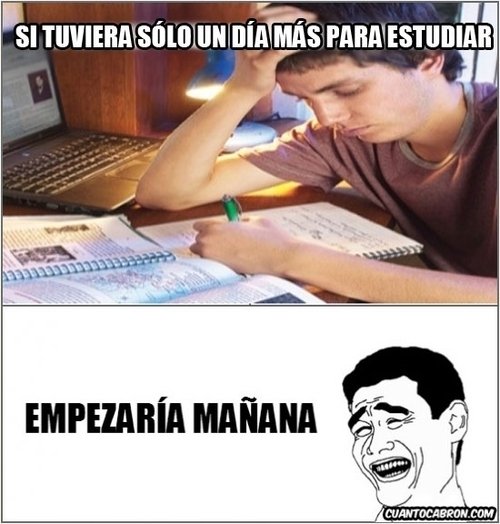 SI TUVIERA SÓLO UN DÍA MÁS PARA ESTUDIAR
EMPEZARÍA MAÑANA
CUANTOCABRON.COM